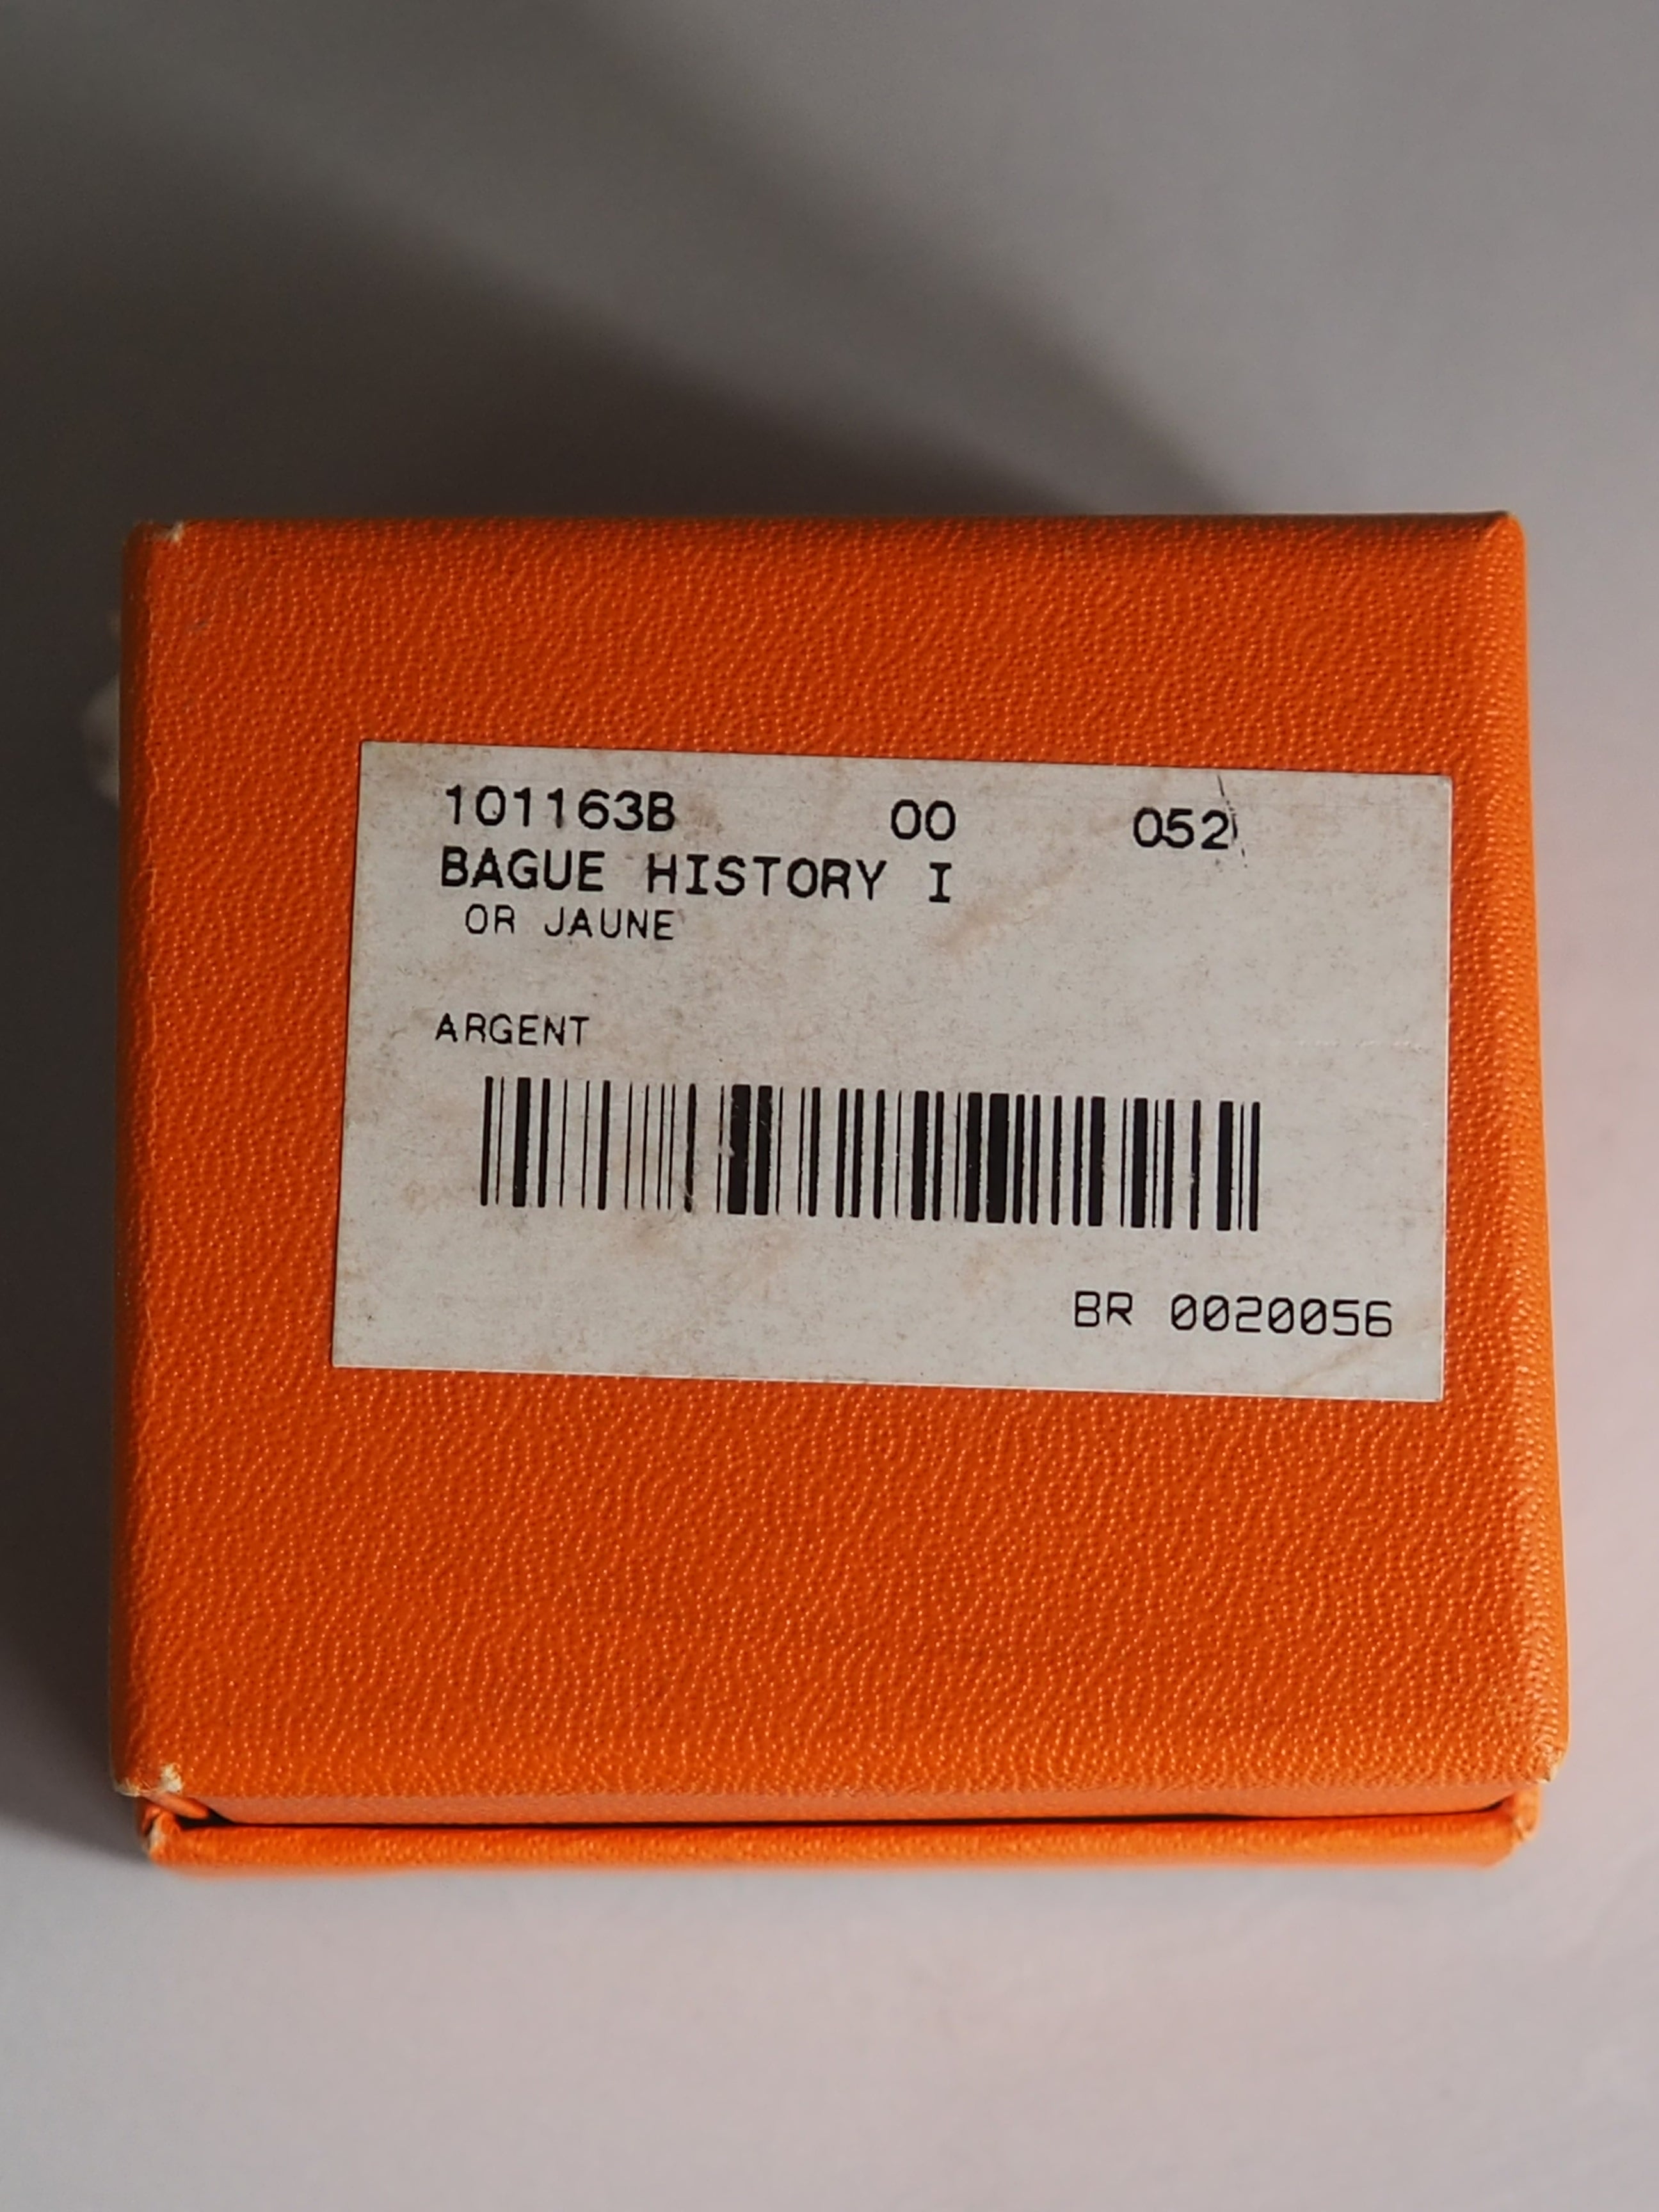 101163B 00 052
BAGUE HISTORY I
OR JAUNE
ARGENT
BR 0020056